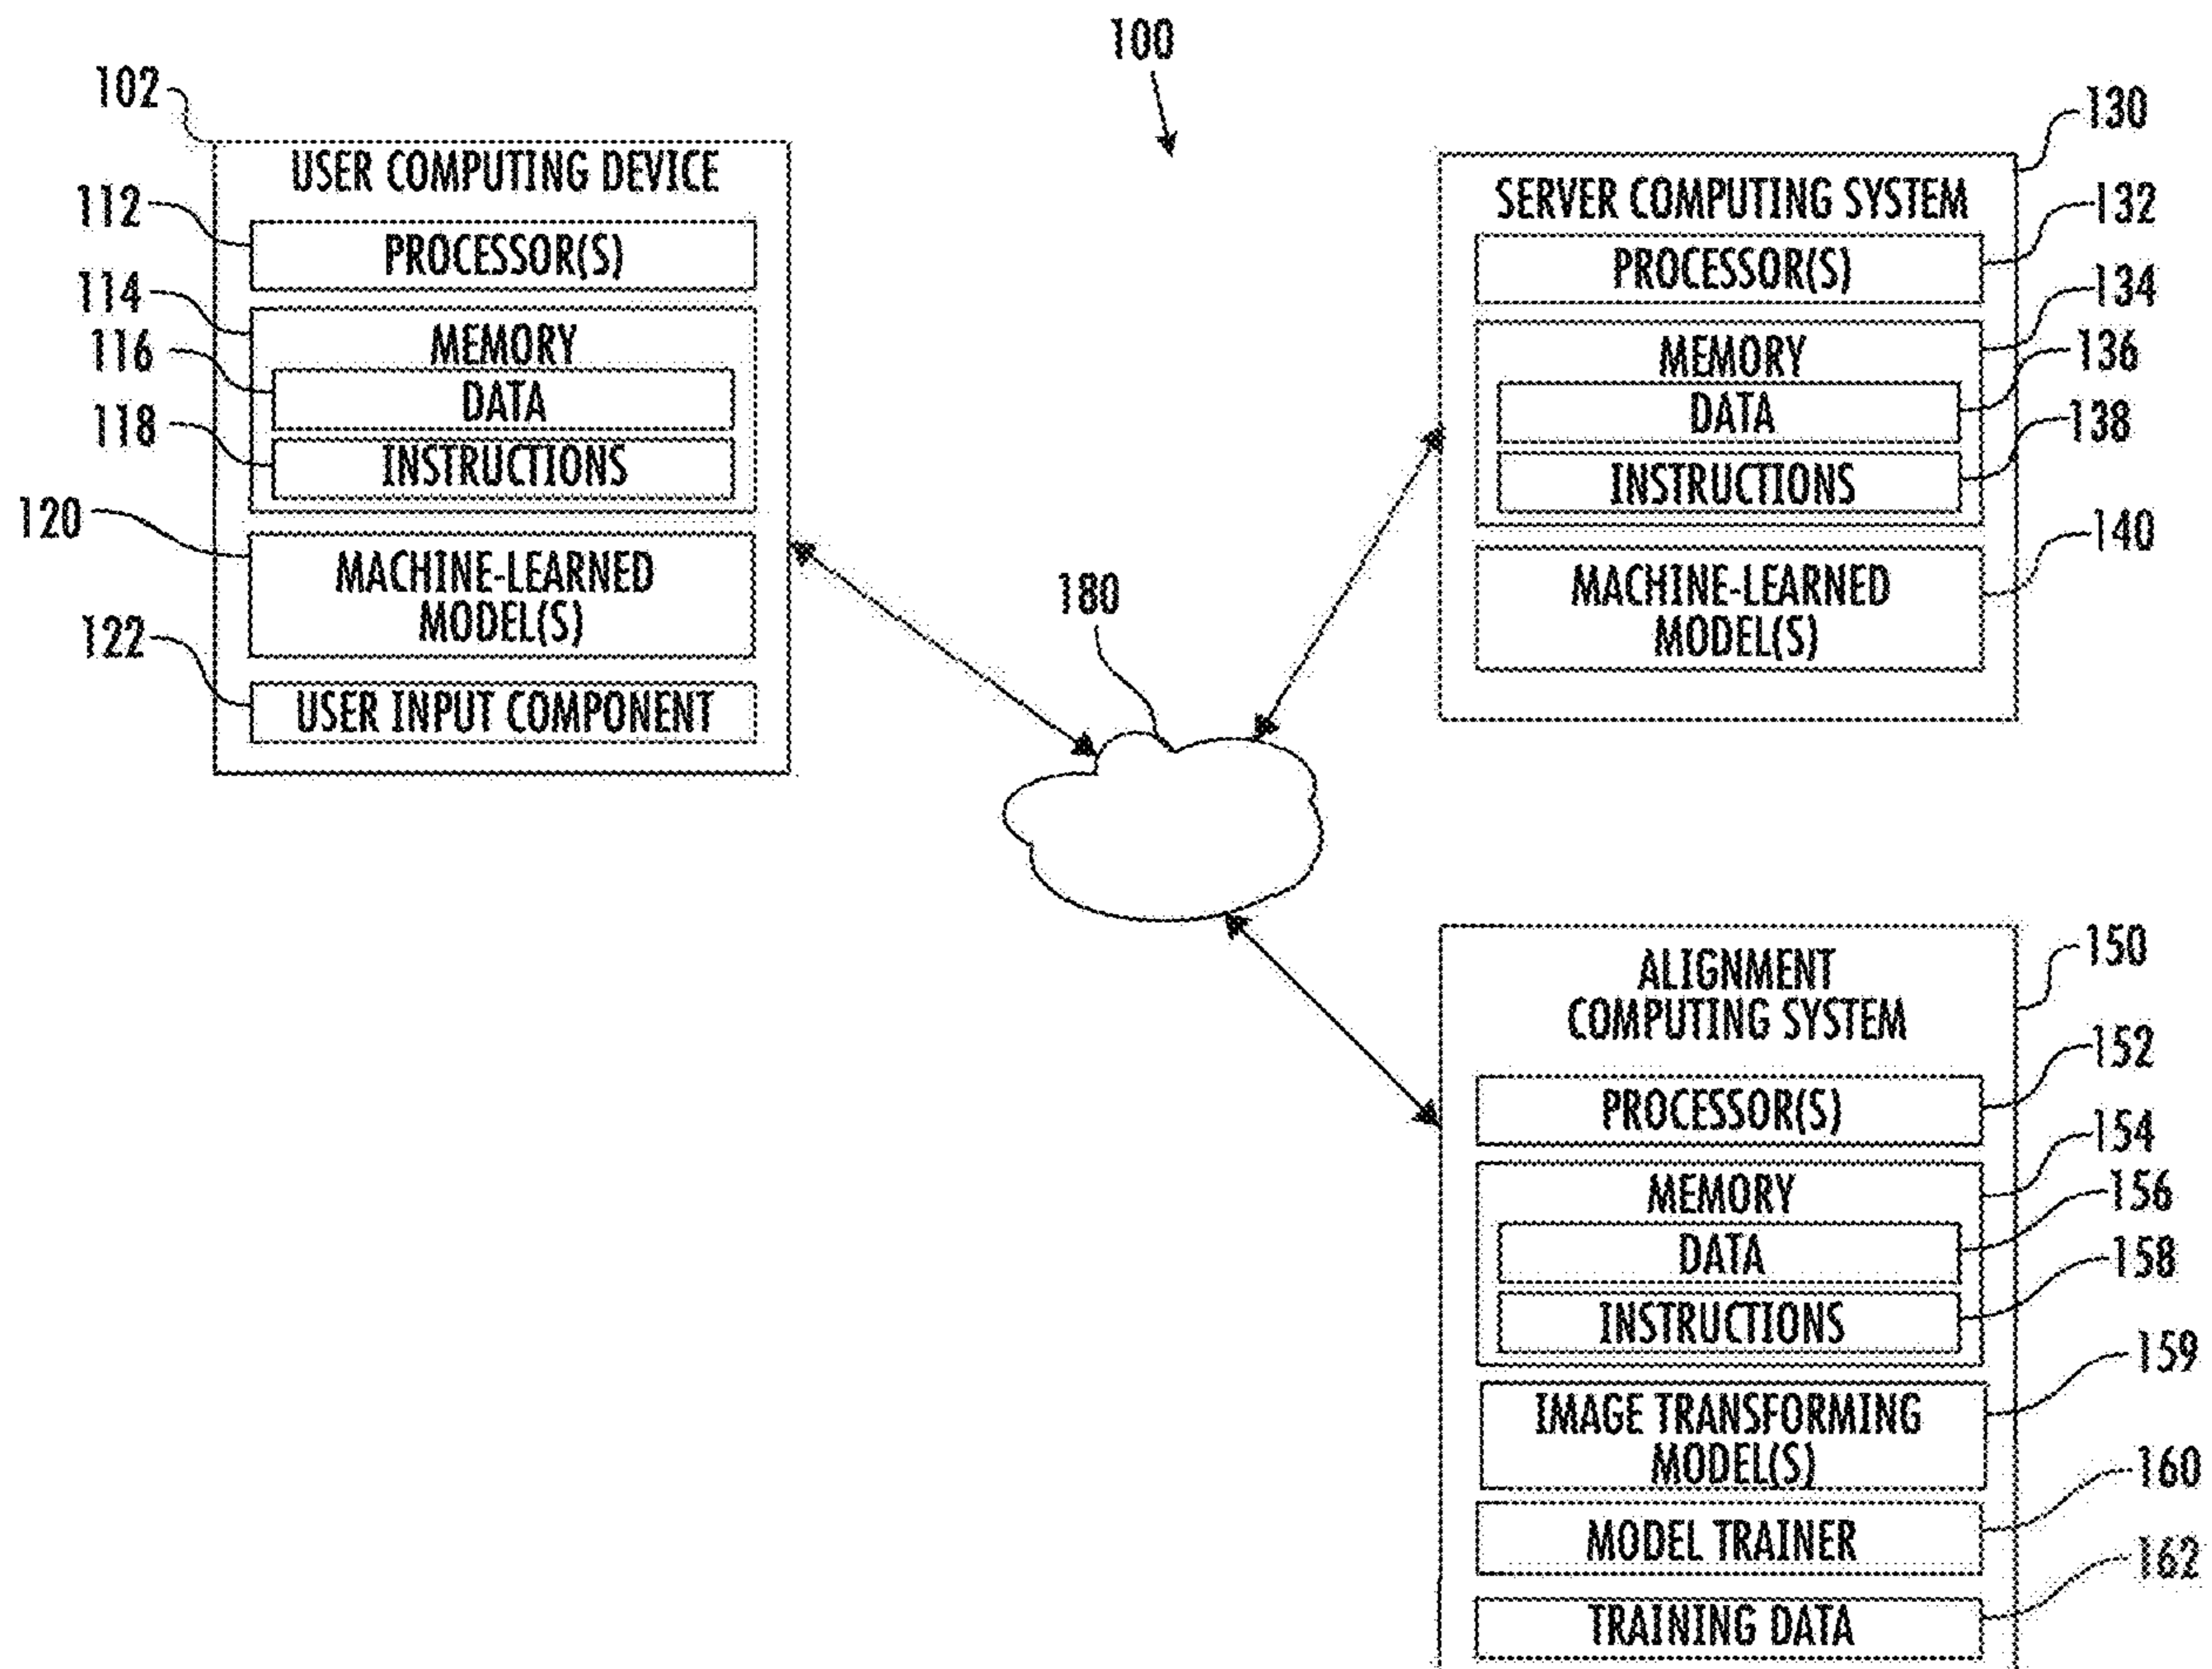 100
102
USER COMPUTING DEVICE
112
PROCESSOR(S)
114
MEMORY
116
DATA
118
INSTRUCTIONS
120
MACHINE-LEARNED
MODEL(S)
122
USER INPUT COMPONENT
180
130
SERVER COMPUTING SYSTEM
132
PROCESSOR(S)
134
MEMORY
136
DATA
138
INSTRUCTIONS
140
MACHINE-LEARNED
MODEL(S)
150
ALIGNMENT
COMPUTING SYSTEM
152
PROCESSOR(S)
154
MEMORY
156
DATA
158
INSTRUCTIONS
159
IMAGE TRANSFORMING
MODEL(S)
160
MODEL TRAINER
162
TRAINING DATA